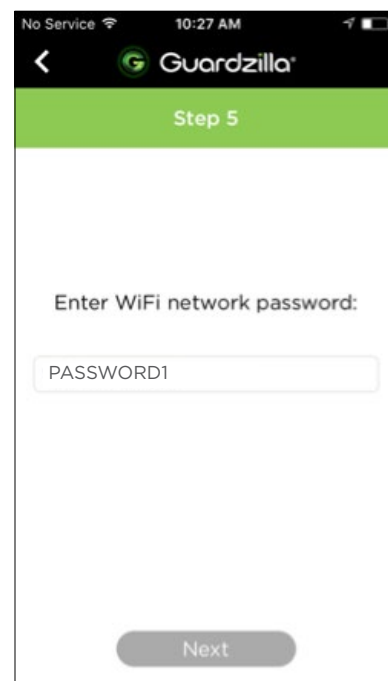 No Service 10:27 AM
Guardzilla®
Step 5
Enter WiFi network password:
PASSWORD1
Next